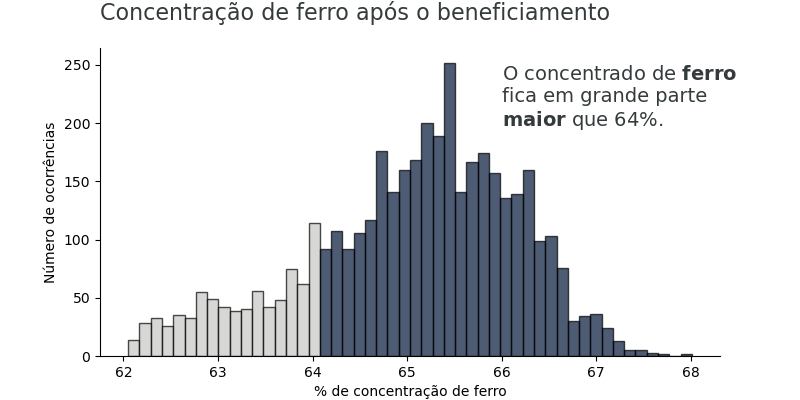 Concentração de ferro após o beneficiamento
O concentrado de ferro
fica em grande parte
maior que 64%.
Número de ocorrências
250
200
150
100
50
0
62 63 64 65 66 67 68
% de concentração de ferro